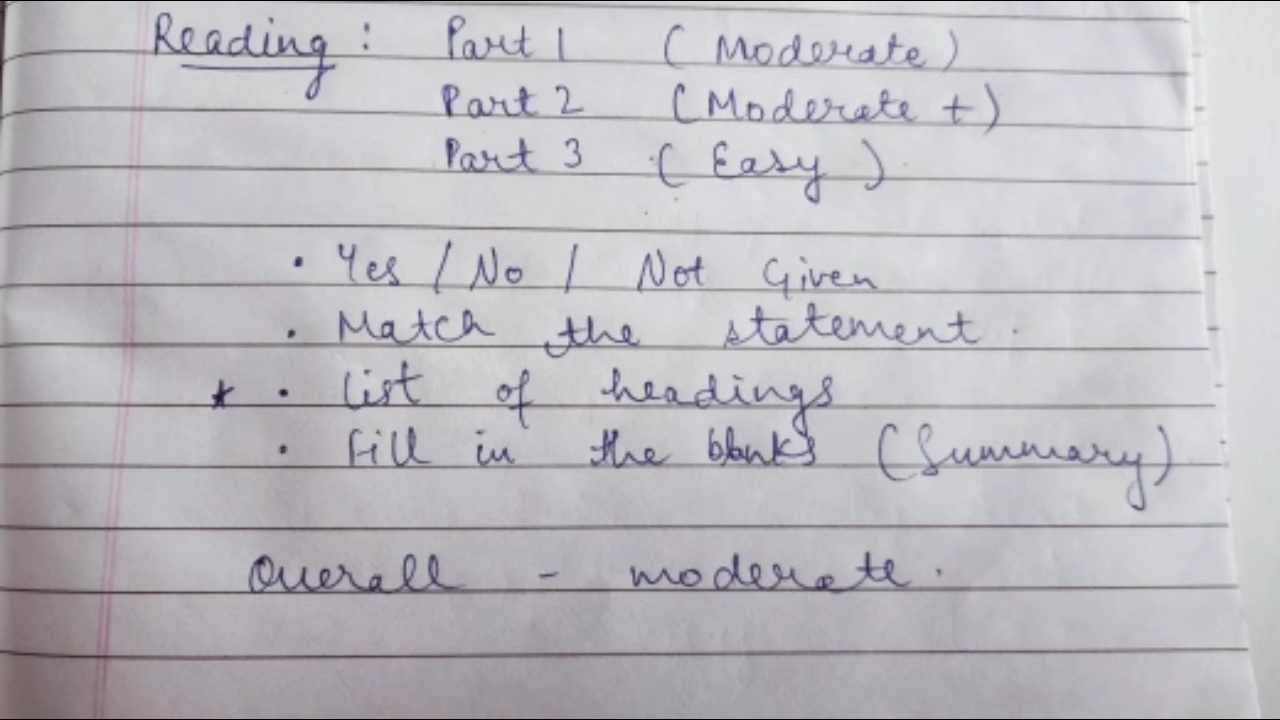 Reading : Part 1 (Moderate)
Part 2 (Moderate +)
Part 3 (Easy)
• Yes / No / Not Given
• Match the statement.
* • List of headings
• Fill in the blanks (Summary)
Overall - moderate.